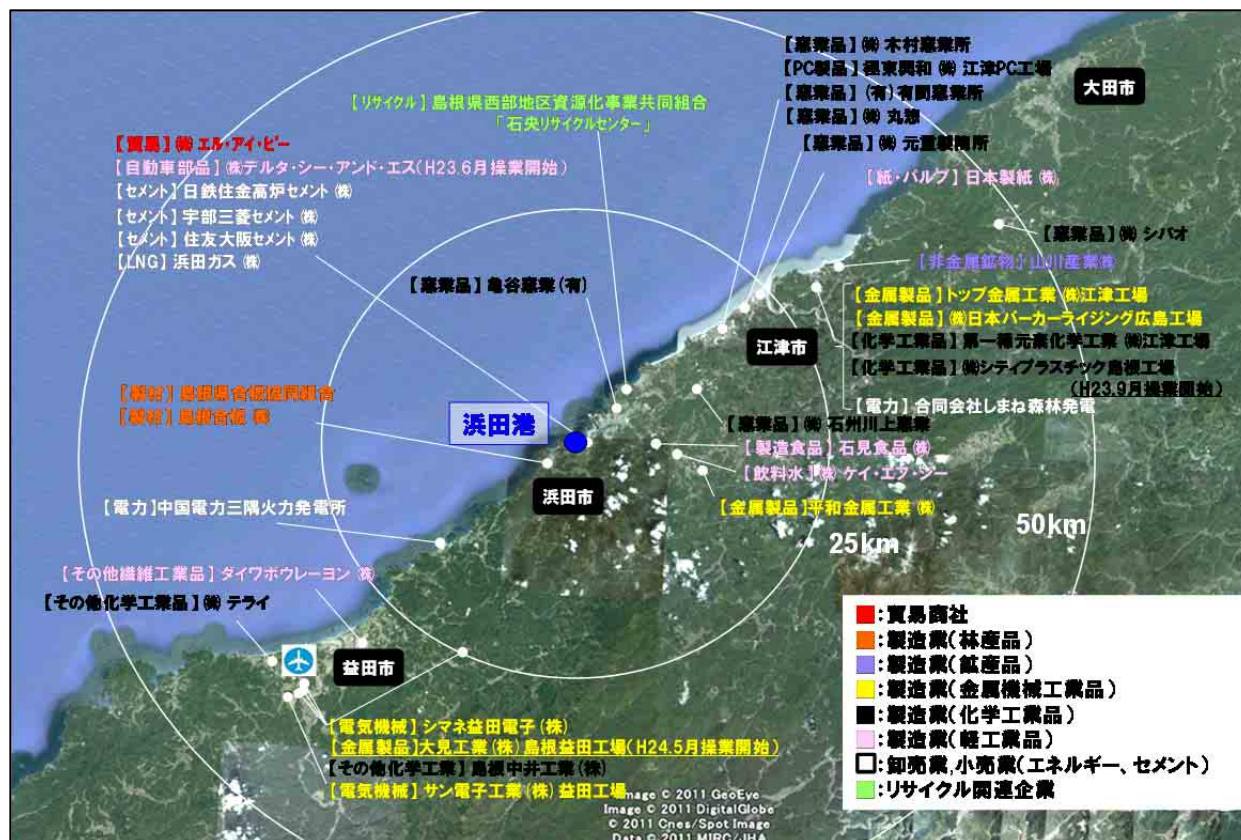 【窯業品】㈱ 木村窯業所
【PC製品】極東興和 ㈱ 江津PC工場
【窯業品】(有)有間窯業所
【窯業品】㈱ 丸惣
【窯業品】㈱ 元重製陶所
【紙・パルプ】日本製紙 ㈱
大田市
【リサイクル】島根県西部地区資源化事業共同組合
「石央リサイクルセンター」
【貿易】㈱ エル・アイ・ビー
【自動車部品】㈱デルタ・シー・アンド・エス(H23.6月操業開始)
【セメント】日鉄住金高炉セメント ㈱
【セメント】宇部三菱セメント ㈱
【セメント】住友大阪セメント ㈱
【LNG】浜田ガス ㈱
【窯業品】㈱ シバオ
【非金属鉱物】山川産業㈱
【窯業品】亀谷窯業(有)
【金属製品】トップ金属工業 ㈱江津工場
【金属製品】㈱日本パーカーライジング広島工場
【化学工業品】第一稀元素化学工業 ㈱江津工場
【化学工業品】㈱シティプラスチック島根工場
(H23.9月操業開始)
【電力】合同会社しまね森林発電
江津市
【製材】島根県合板協同組合
【製材】島根合板 ㈱
浜田港
【窯業品】㈱ 石州川上窯業
【製造食品】石見食品 ㈱
【飲料水】㈱ ケイ・エフ・シー
【金属製品】平和金属工業 ㈱
浜田市
【電力】中国電力三隅火力発電所
25km
50km
【その他繊維工業品】ダイワボウレーヨン ㈱
【その他化学工業品】㈱ テライ
益田市
【電気機械】シマネ益田電子(株)
【金属製品】大見工業(株)島根益田工場(H24.5月操業開始)
【その他化学工業】島根中井工業(株)
【電気機械】サン電子工業(株)益田工場
:貿易商社
:製造業(林産品)
:製造業(鉱産品)
:製造業(金属機械工業品)
:製造業(化学工業品)
:製造業(軽工業品)
:卸売業,小売業(エネルギー、セメント)
:リサイクル関連企業
Image © 2011 GeoEye
Image © 2011 DigitalGlobe
© 2011 Cnes/Spot Image
Data © 2011 MIRC/JHA